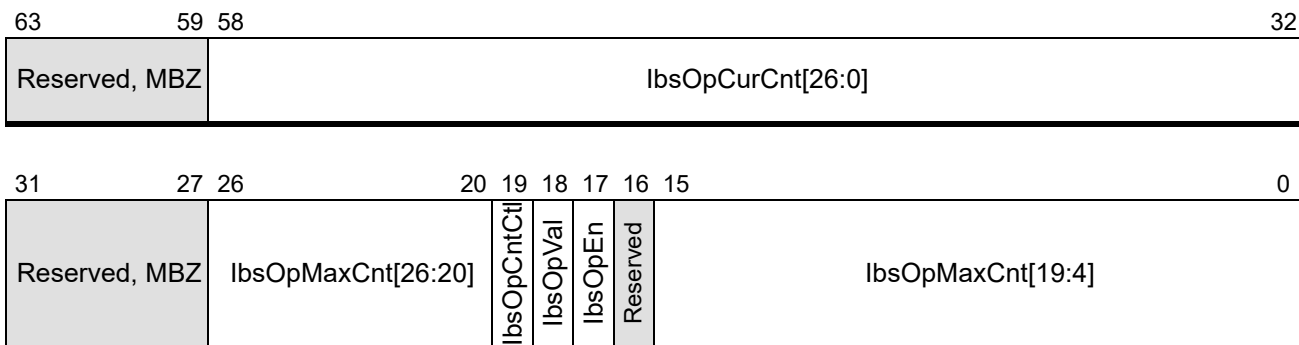 63 59 58 32
Reserved, MBZ IbsOpCurCnt[26:0]
31 27 26 20 19 18 17 16 15 0
Reserved, MBZ IbsOpMaxCnt[26:20] IbsOpCntCtl IbsOpVal IbsOpEn Reserved IbsOpMaxCnt[19:4]